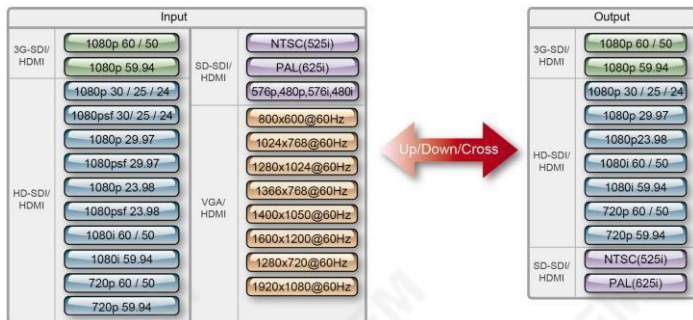 Input
3G-SDI/
HDMI
1080p 60 / 50
1080p 59.94
HD-SDI/
HDMI
1080p 30 / 25 / 24
1080psf 30/ 25 / 24
1080p 29.97
1080psf 29.97
1080p 23.98
1080psf 23.98
1080i 60 / 50
1080i 59.94
720p 60 / 50
720p 59.94
SD-SDI/
HDMI
NTSC(525i)
PAL(625i)
576p,480p,576i,480i
VGA/
HDMI
800x600@60Hz
1024x768@60Hz
1280x1024@60Hz
1366x768@60Hz
1400x1050@60Hz
1600x1200@60Hz
1280x720@60Hz
1920x1080@60Hz
Up/Down/Cross
Output
3G-SDI/
HDMI
1080p 60 / 50
1080p 59.94
HD-SDI/
HDMI
1080p 30 / 25 / 24
1080p 29.97
1080p23.98
1080i 60 / 50
1080i 59.94
720p 60 / 50
720p 59.94
SD-SDI/
HDMI
NTSC(525i)
PAL(625i)